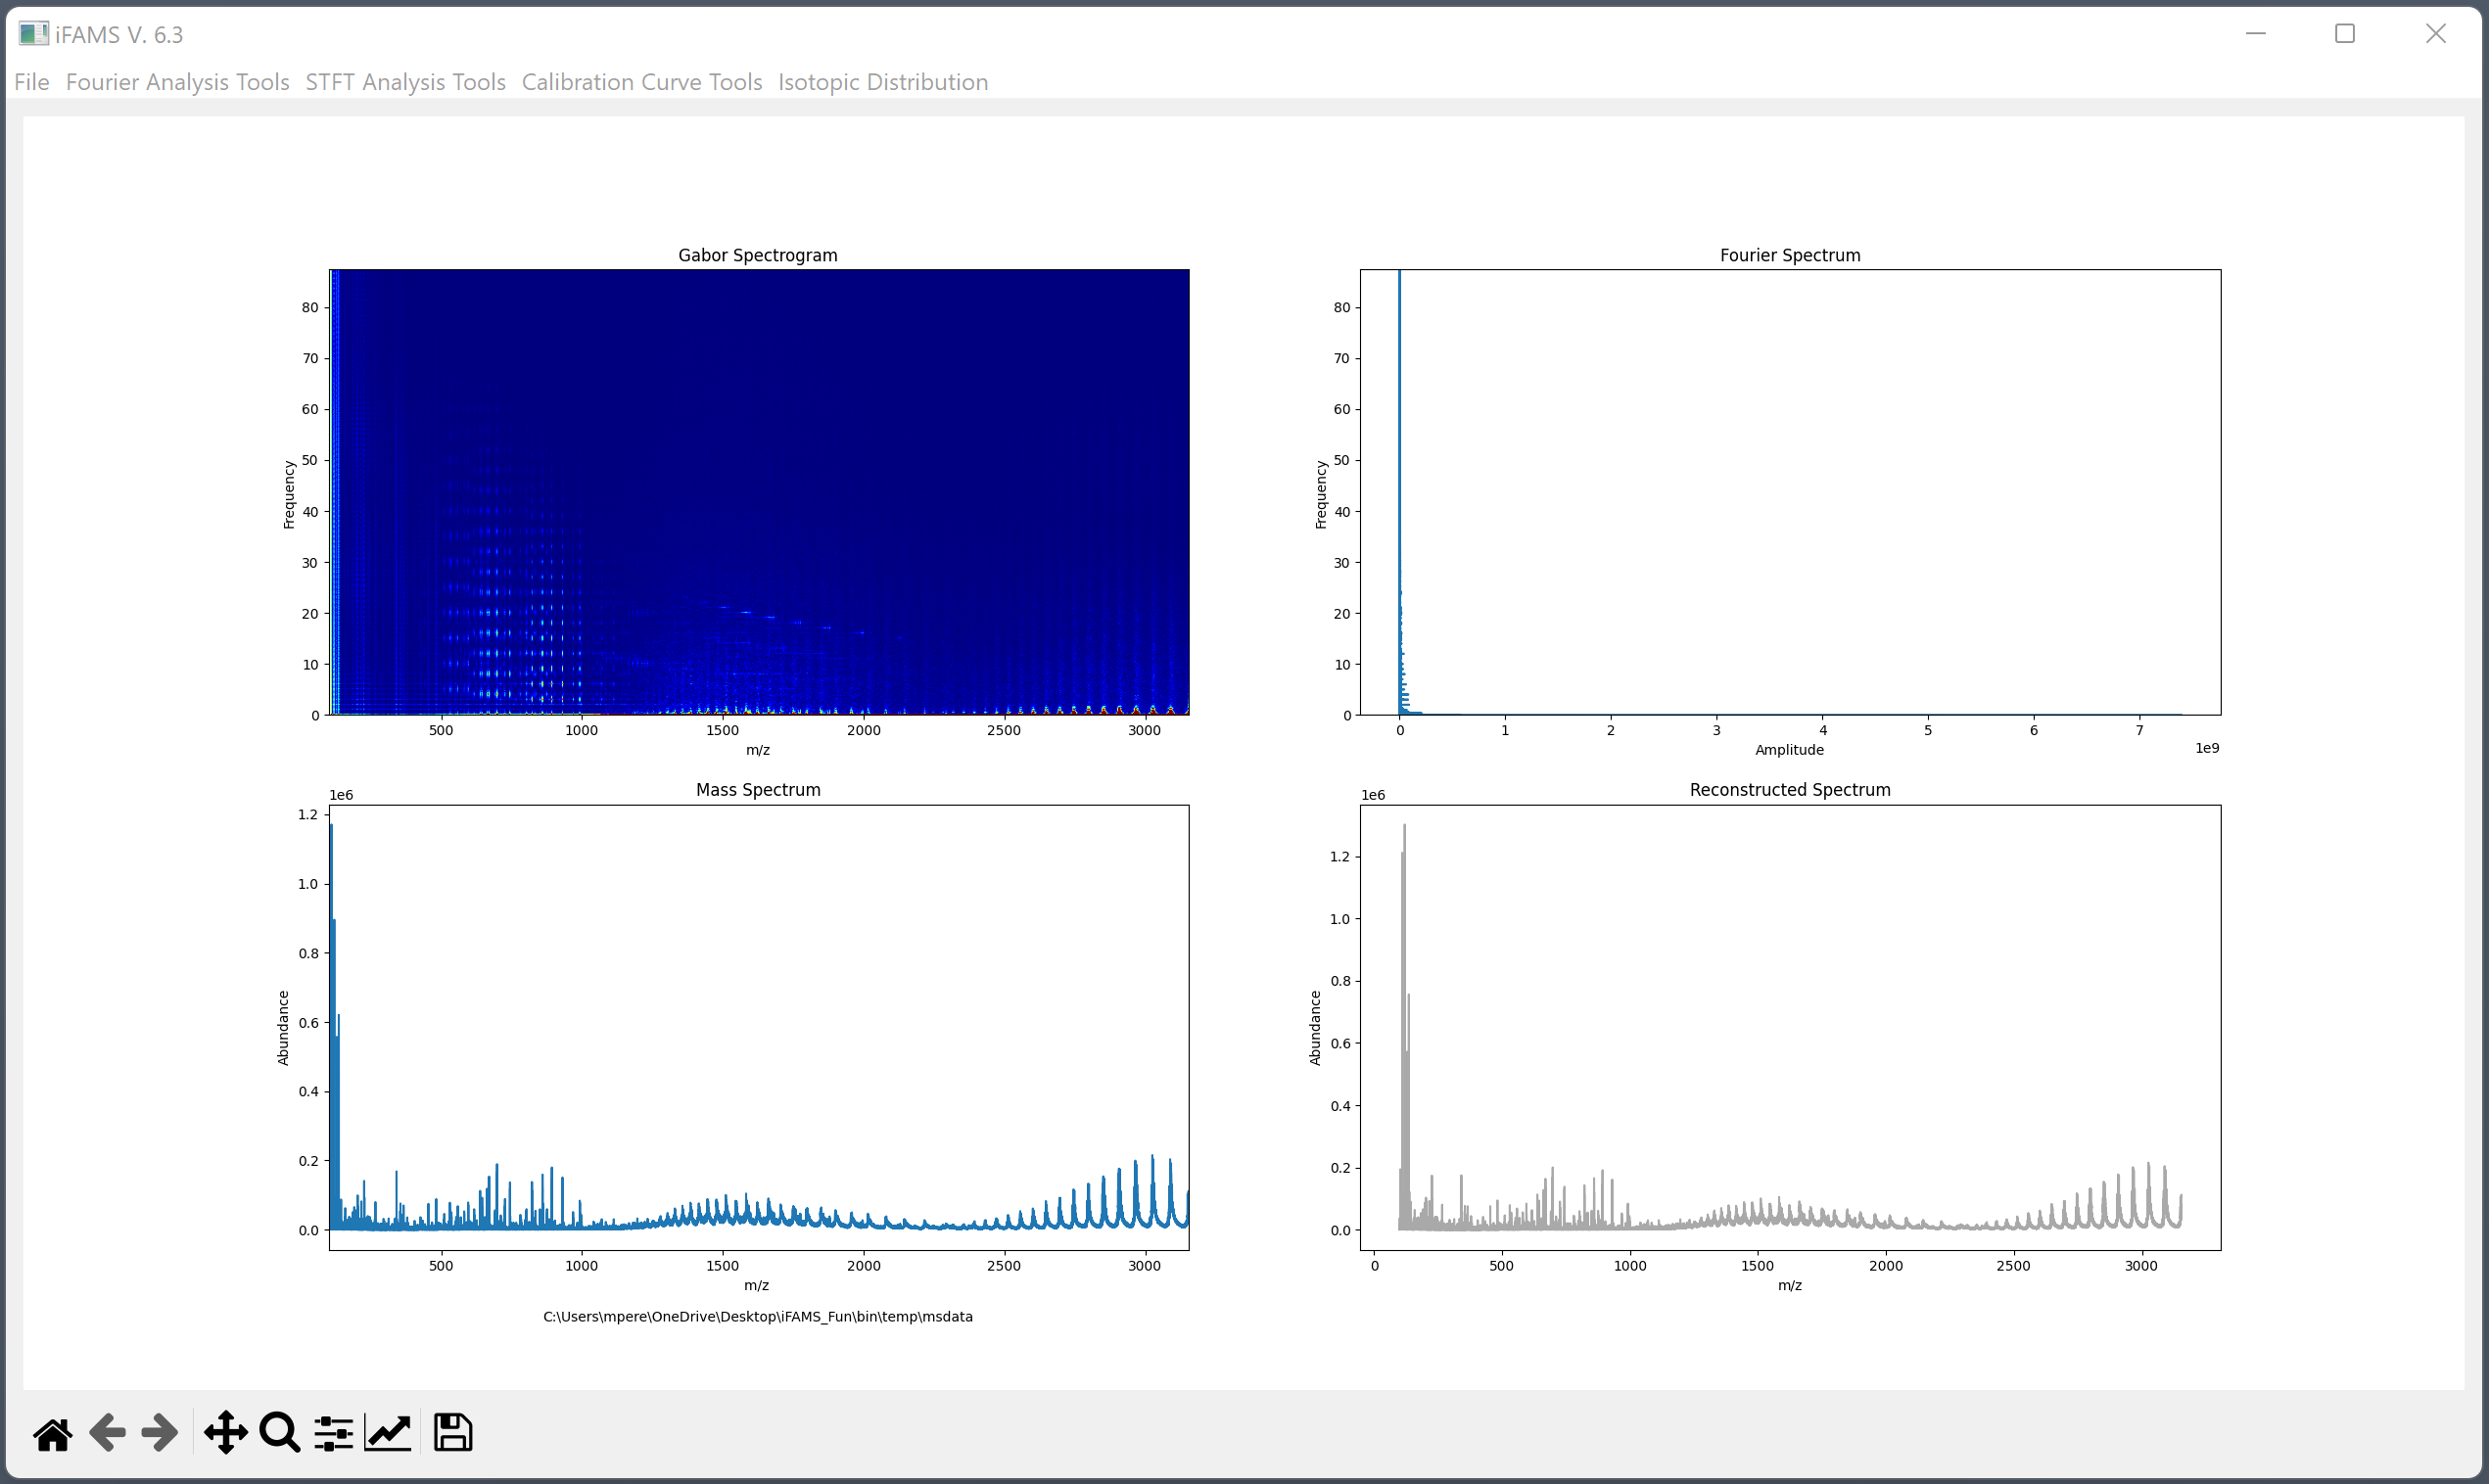 iFAMS V. 6.3
File Fourier Analysis Tools STFT Analysis Tools Calibration Curve Tools Isotopic Distribution
Gabor Spectrogram
80
70
60
50
40
30
20
10
0
Frequency
500 1000 1500 2000 2500 3000
m/z
Fourier Spectrum
80
70
60
50
40
30
20
10
0
Frequency
0 1 2 3 4 5 6 7
1e9
Amplitude
Mass Spectrum
1e6
1.2
1.0
0.8
0.6
0.4
0.2
0.0
Abundance
500 1000 1500 2000 2500 3000
m/z
C:\Users\mpere\OneDrive\Desktop\iFAMS_Fun\bin\temp\msdata
Reconstructed Spectrum
1e6
1.2
1.0
0.8
0.6
0.4
0.2
0.0
Abundance
0 500 1000 1500 2000 2500 3000
m/z